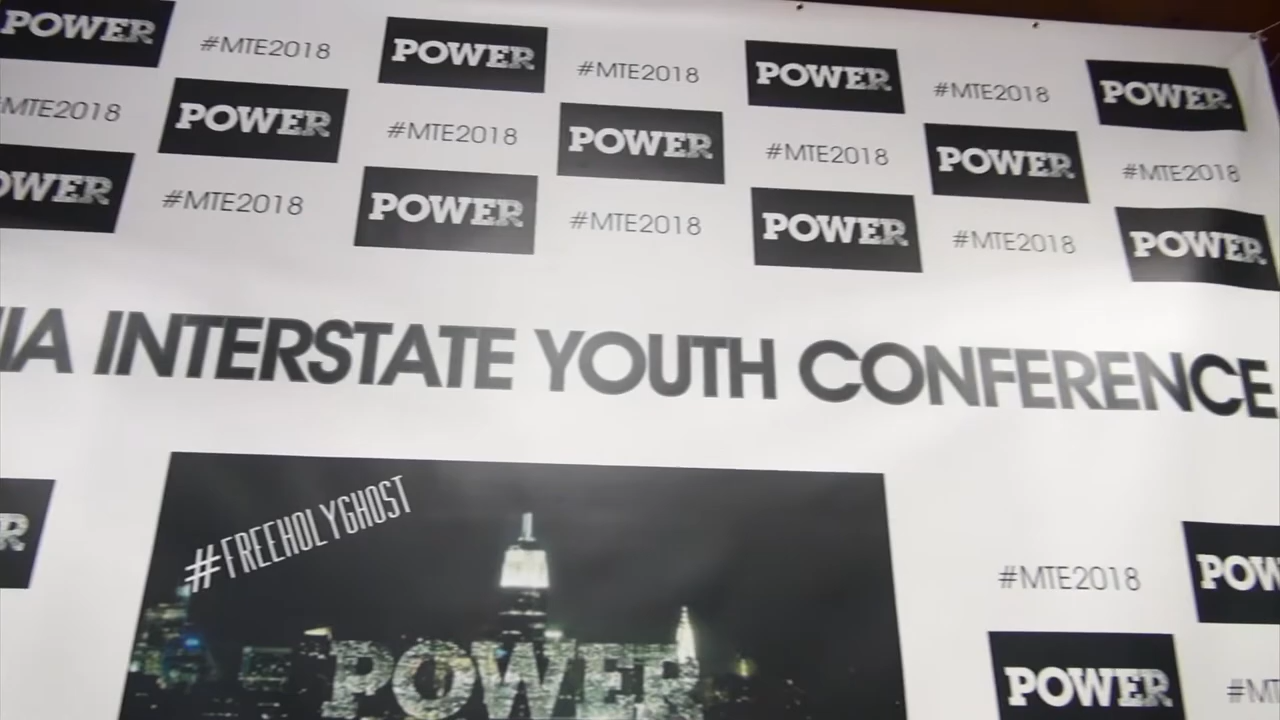 POWER #MTE2018 POWER #MTE2018 POWER #MTE2018 POWER
#MTE2018 POWER #MTE2018 POWER #MTE2018 POWER #MTE2018
POWER #MTE2018 POWER #MTE2018 POWER #MTE2018 POWER
INTERSTATE YOUTH CONFERENCE
#FREEHOLYGHOST
#MTE2018
POWER
POWER